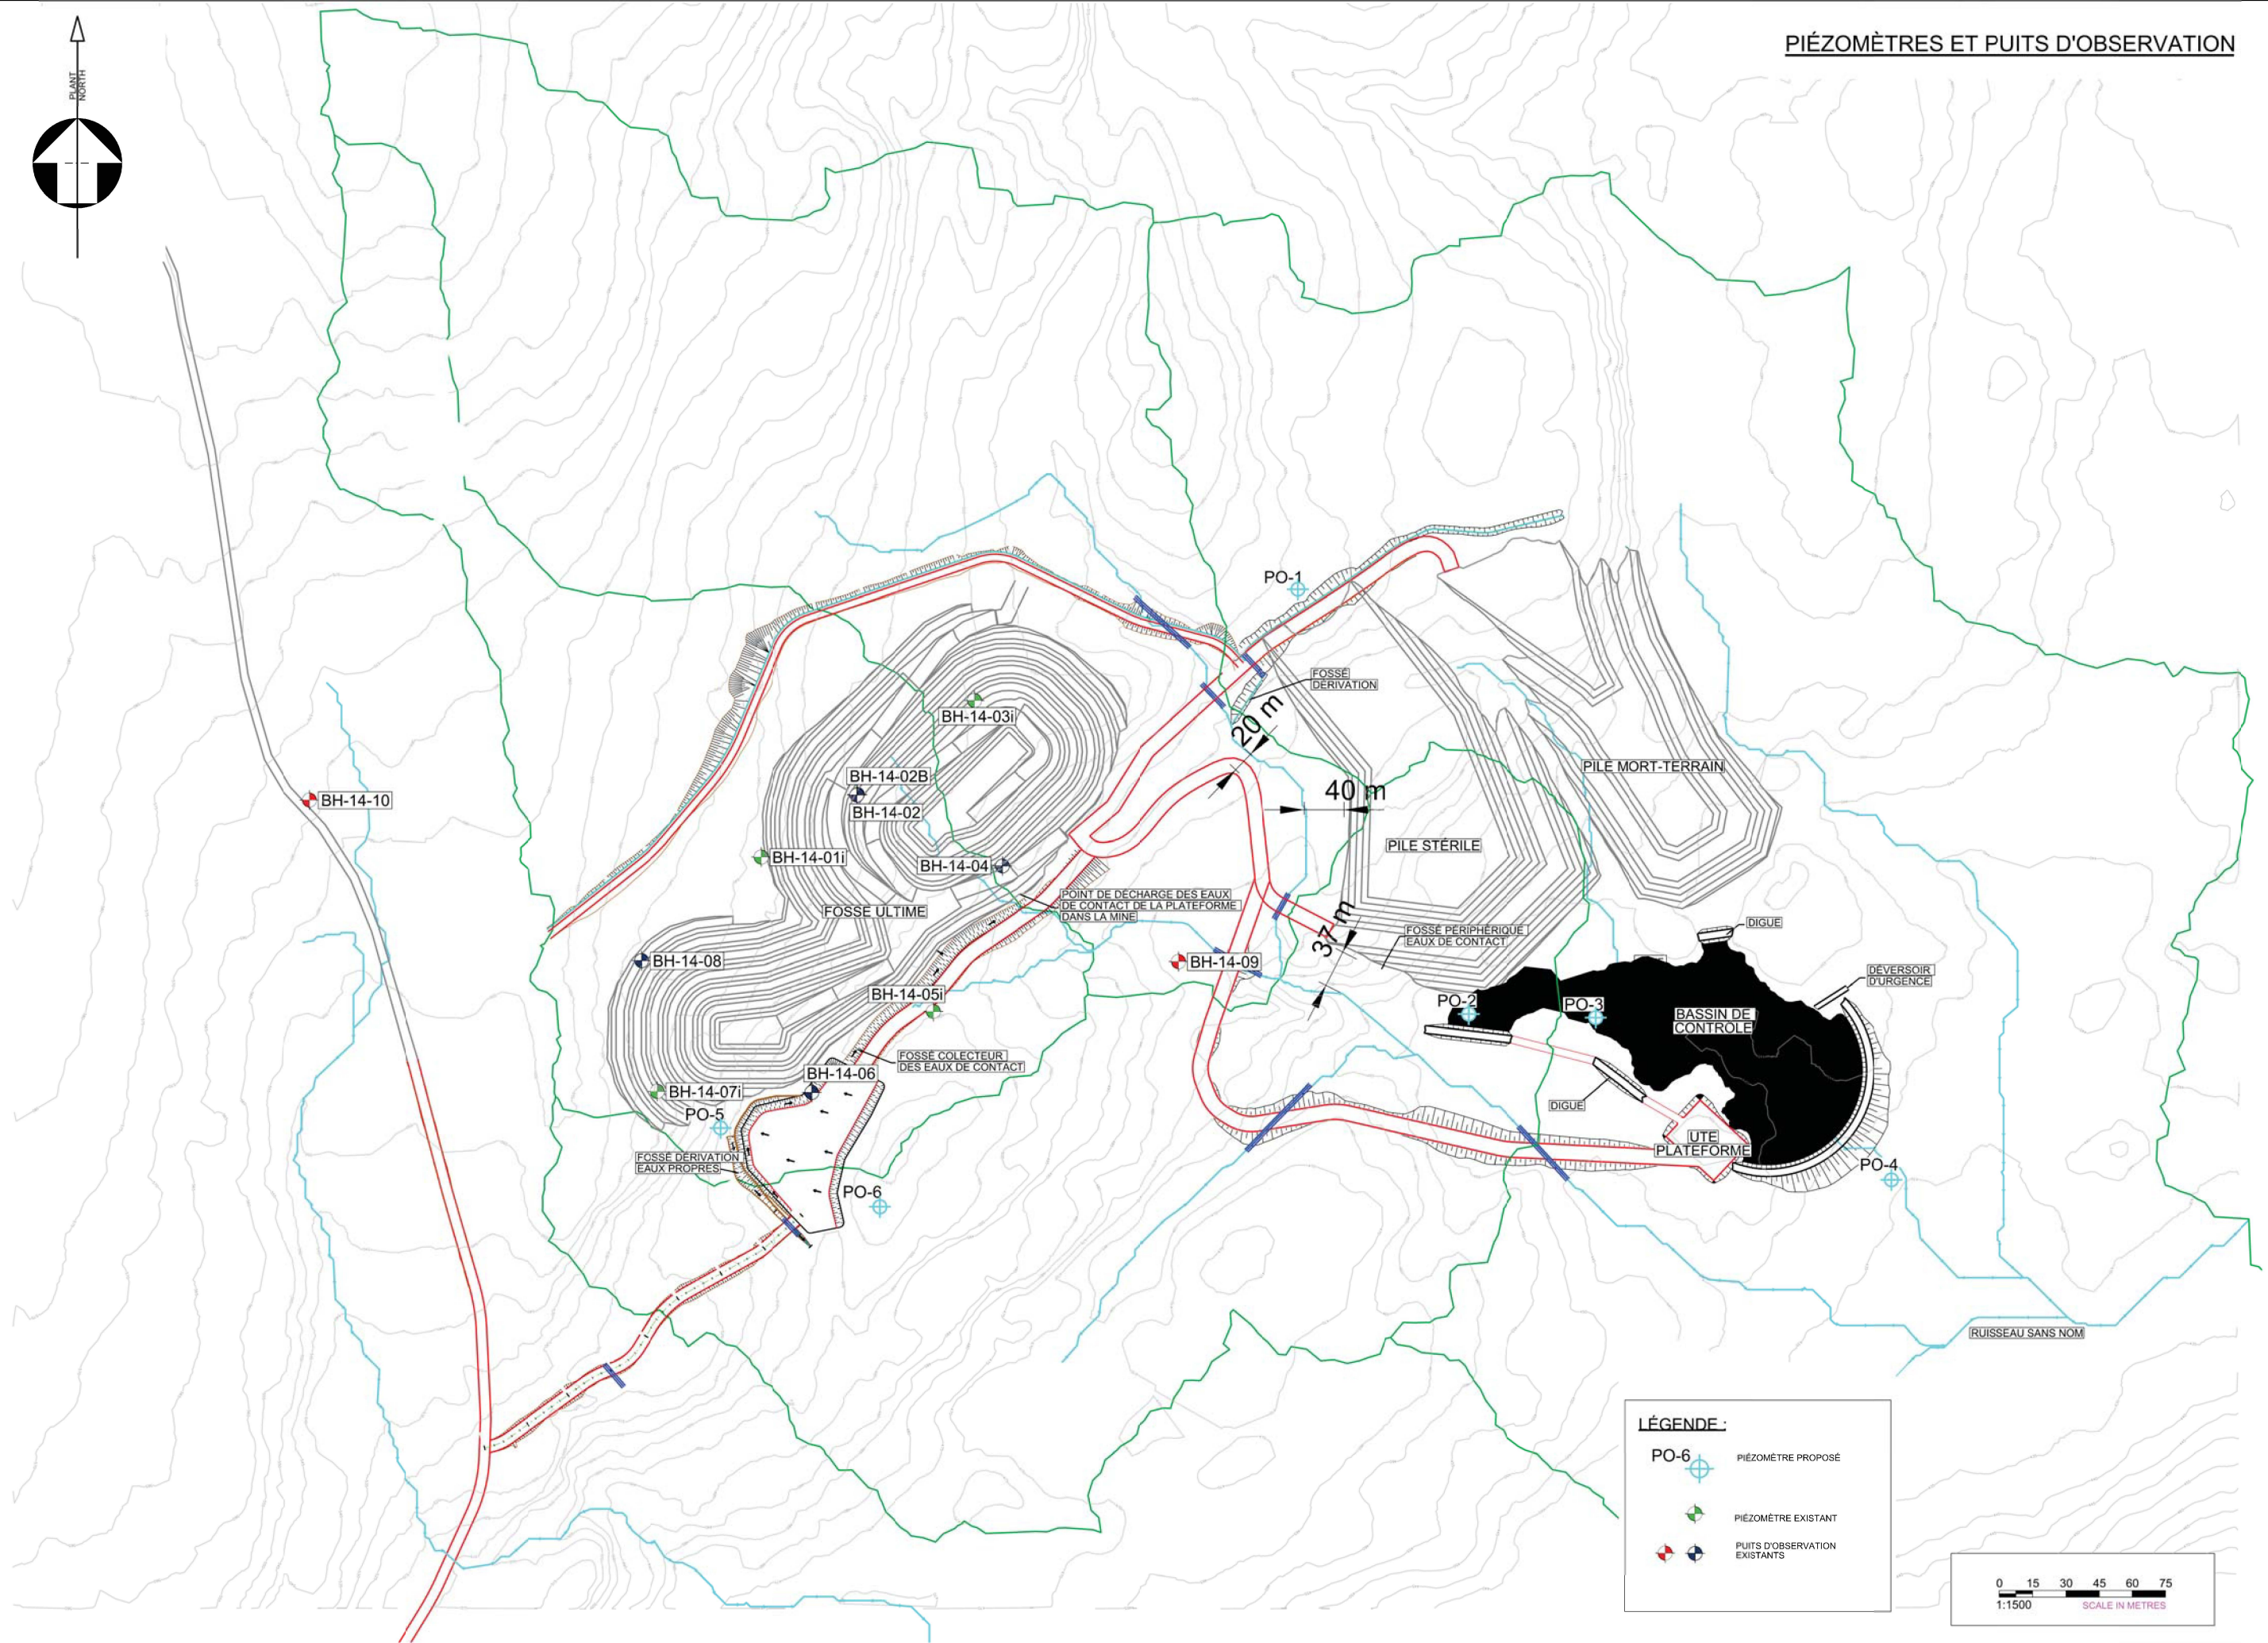 PIÉZOMÈTRES ET PUITS D'OBSERVATION
PLANT
NORTH
PO-1
FOSSÉ
DÉRIVATION
20 m
BH-14-03i
BH-14-02B
BH-14-02
BH-14-10
40 m
PILE MORT-TERRAIN
PILE STÉRILE
BH-14-01i
BH-14-04
POINT DE DÉCHARGE DES EAUX
DE CONTACT DE LA PLATEFORME
DANS LA MINE
FOSSE ULTIME
37 m
FOSSÉ PÉRIPHÉRIQUE
EAUX DE CONTACT
DIGUE
BH-14-08
BH-14-09
DÉVERSOIR
D'URGENCE
BH-14-05i
PO-2
PO-3
BASSIN DE
CONTROLE
FOSSÉ COLECTEUR
DES EAUX DE CONTACT
BH-14-06
BH-14-07i
PO-5
DIGUE
UTE
PLATEFORME
FOSSÉ DÉRIVATION
EAUX PROPRES
PO-4
PO-6
RUISSEAU SANS NOM
LÉGENDE :
PO-6
PIÉZOMÈTRE PROPOSÉ
PIÉZOMÈTRE EXISTANT
PUITS D'OBSERVATION
EXISTANTS
0 15 30 45 60 75
1:1500 SCALE IN METRES